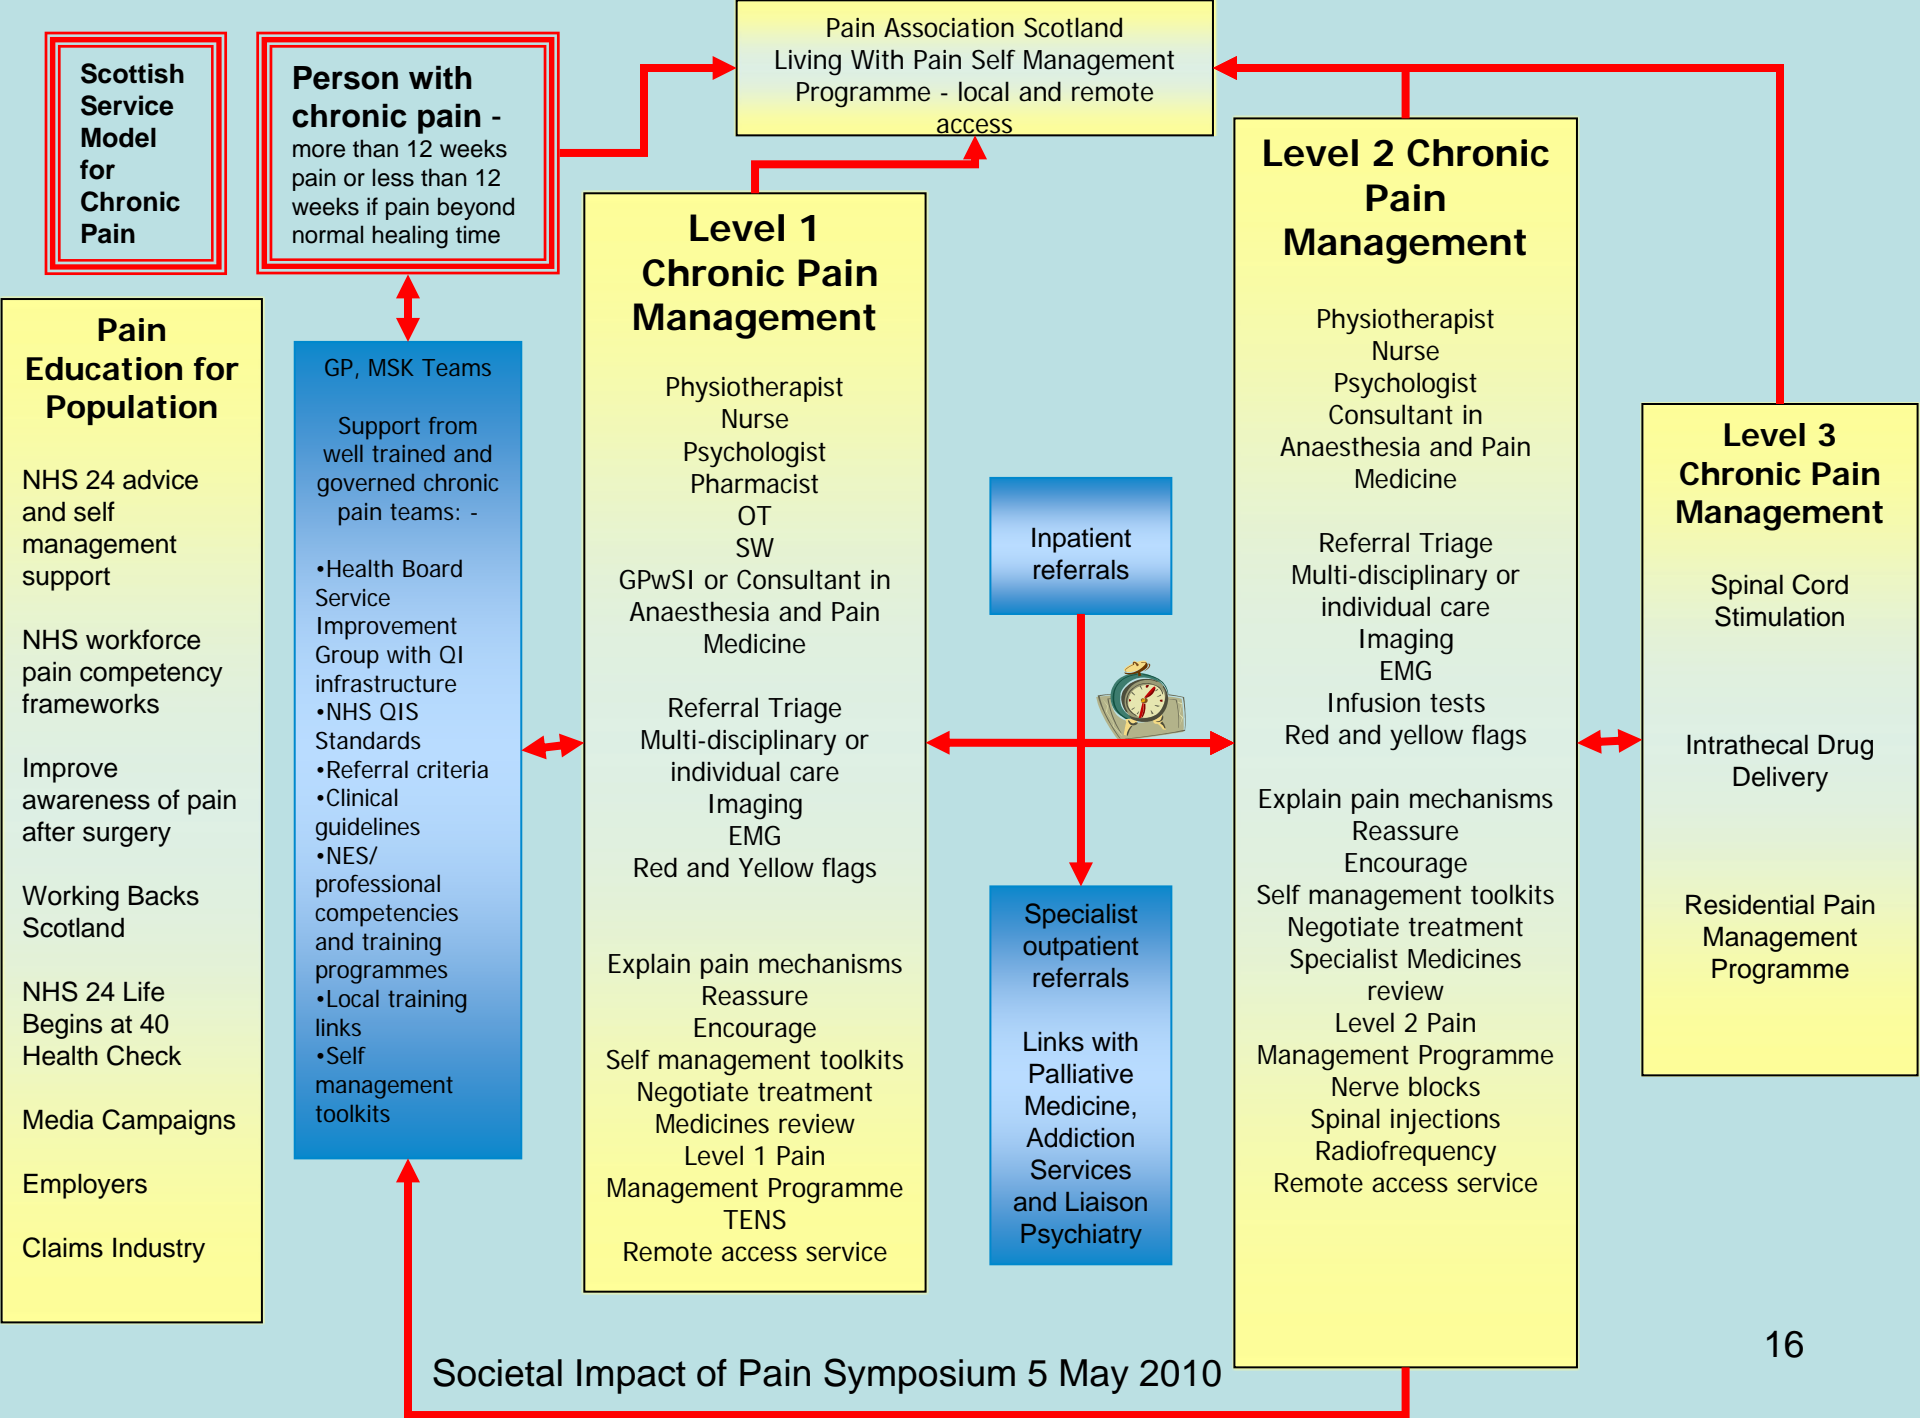 Scottish
Service
Model
for
Chronic
Pain
Person with
chronic pain -
more than 12 weeks
pain or less than 12
weeks if pain beyond
normal healing time
Pain Association Scotland
Living With Pain Self Management
Programme - local and remote
access
Pain
Education for
Population
NHS 24 advice
and self
management
support
NHS workforce
pain competency
frameworks
Improve
awareness of pain
after surgery
Working Backs
Scotland
NHS 24 Life
Begins at 40
Health Check
Media Campaigns
Employers
Claims Industry
GP, MSK Teams
Support from
well trained and
governed chronic
pain teams: -
•Health Board
Service
Improvement
Group with QI
infrastructure
•NHS QIS
Standards
•Referral criteria
•Clinical
guidelines
•NES/
professional
competencies
and training
programmes
•Local training
links
•Self
management
toolkits
Level 1
Chronic Pain
Management
Physiotherapist
Nurse
Psychologist
Pharmacist
OT
SW
GPwSI or Consultant in
Anaesthesia and Pain
Medicine
Referral Triage
Multi-disciplinary or
individual care
Imaging
EMG
Red and Yellow flags
Explain pain mechanisms
Reassure
Encourage
Self management toolkits
Negotiate treatment
Medicines review
Level 1 Pain
Management Programme
TENS
Remote access service
Inpatient
referrals
Specialist
outpatient
referrals
Links with
Palliative
Medicine,
Addiction
Services
and Liaison
Psychiatry
Level 2 Chronic
Pain
Management
Physiotherapist
Nurse
Psychologist
Consultant in
Anaesthesia and Pain
Medicine
Referral Triage
Multi-disciplinary or
individual care
Imaging
EMG
Infusion tests
Red and yellow flags
Explain pain mechanisms
Reassure
Encourage
Self management toolkits
Negotiate treatment
Specialist Medicines
review
Level 2 Pain
Management Programme
Nerve blocks
Spinal injections
Radiofrequency
Remote access service
Level 3
Chronic Pain
Management
Spinal Cord
Stimulation
Intrathecal Drug
Delivery
Residential Pain
Management
Programme
Societal Impact of Pain Symposium 5 May 2010
16